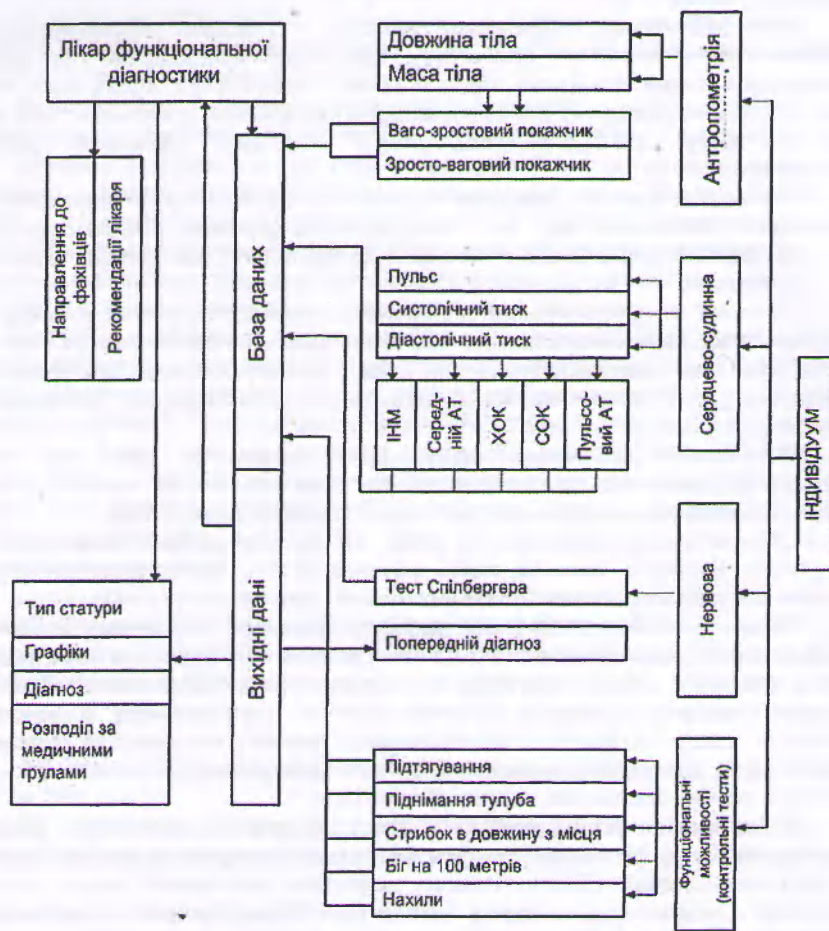 Лікар функціональної
діагностики
Довжина тіла
Маса тіла
Ваго-зростовий покажчик
Зросто-ваговий покажчик
Антропометрія
Направлення до
фахівців
Рекомендації лікаря
База даних
Пульс
Систолічний тиск
Діастолічний тиск
ІНМ
Серед
ній АТ
ХОК
СОК
Пульсо
вий АТ
Сердцево-судинна
ІНДИВІДУУМ
Тип статури
Графіки
Діагноз
Розподіл за
медичними
групами
Вихідні дані
Тест Спілбергера
Попередній діагноз
Нервова
Підтягування
Піднімання тулуба
Стрибок в довжину з місця
Біг на 100 метрів
Нахили
Функціональні
можливості
(контрольні тести)